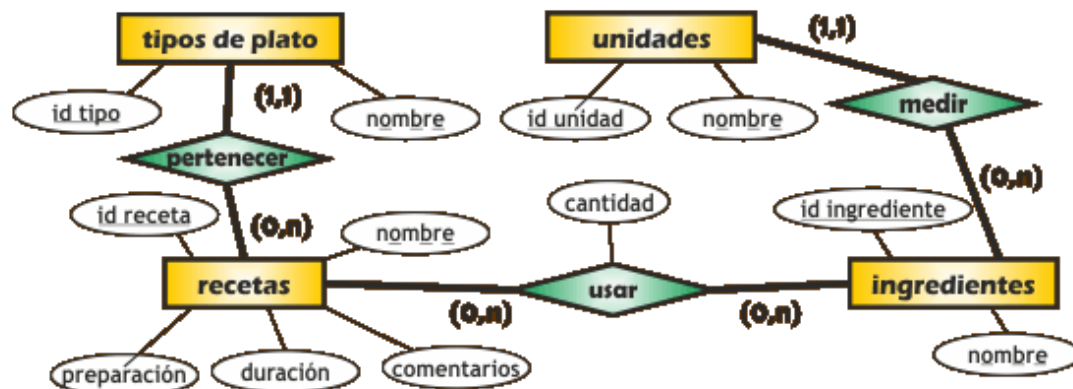 tipos de plato
unidades
(1,1)
id tipo
(1,1)
nombre
id unidad
nombre
medir
pertenecer
(0,n)
id receta
(0,n)
nombre
cantidad
id ingrediente
recetas
usar
ingredientes
(0,n)
(0,n)
preparación
duración
comentarios
nombre